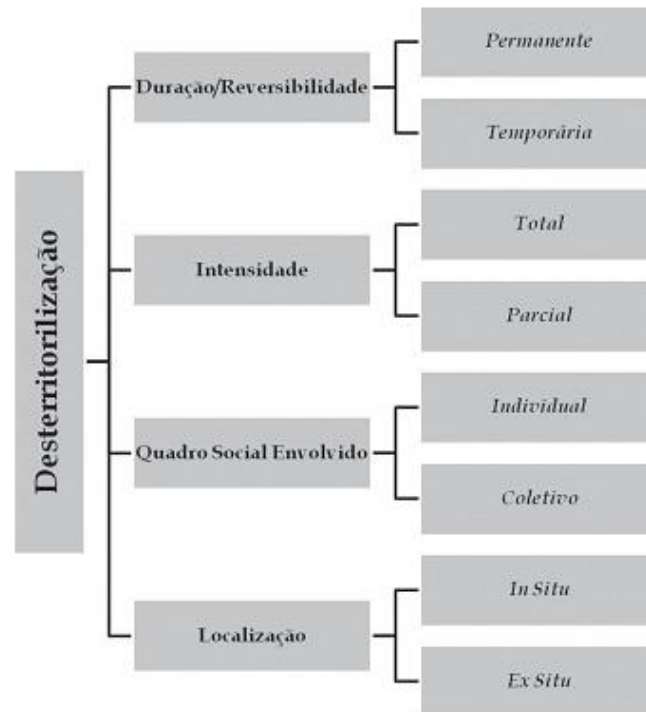 Desterritorilização
Duração/Reversibilidade
Permanente
Temporária
Intensidade
Total
Parcial
Quadro Social Envolvido
Individual
Coletivo
Localização
In Situ
Ex Situ